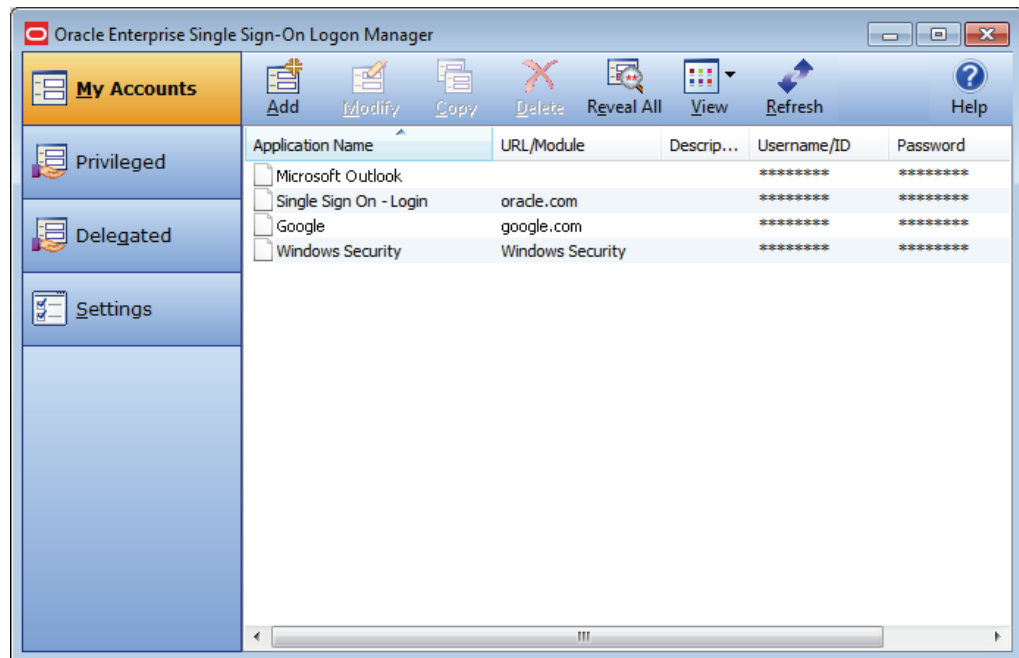 Oracle Enterprise Single Sign-On Logon Manager
My Accounts
Privileged
Delegated
Settings
Add Modify Copy Delete Reveal All View Refresh Help
Application Name URL/Module Descrip... Username/ID Password
Microsoft Outlook ******** ********
Single Sign On - Login oracle.com ******** ********
Google google.com ******** ********
Windows Security Windows Security ******** ********